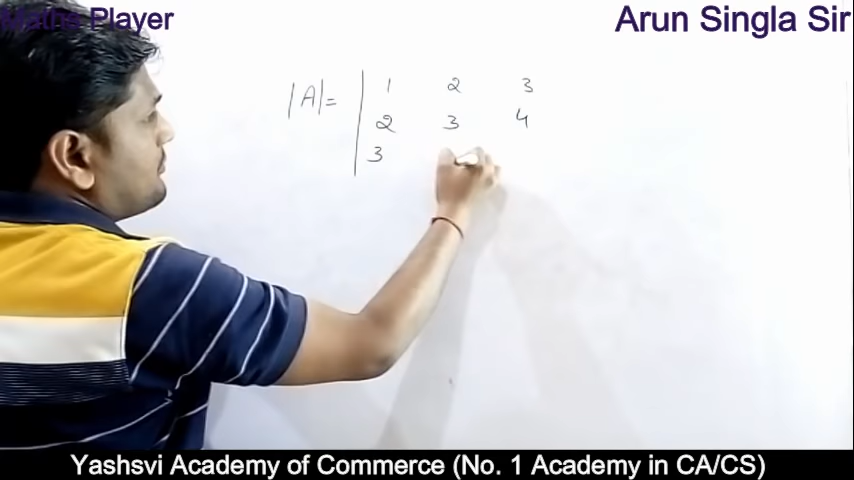 Maths Player
Arun Singla Sir
|A|= | 1 2 3
2 3 4
3
Yashsvi Academy of Commerce (No. 1 Academy in CA/CS)